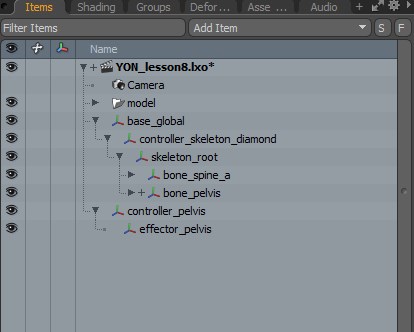 Items Shading Groups Defor... Asse ... Audio
Filter Items Add Item S F
Name
YON_lesson8.lxo*
Camera
model
base_global
controller_skeleton_diamond
skeleton_root
bone_spine_a
bone_pelvis
controller_pelvis
effector_pelvis